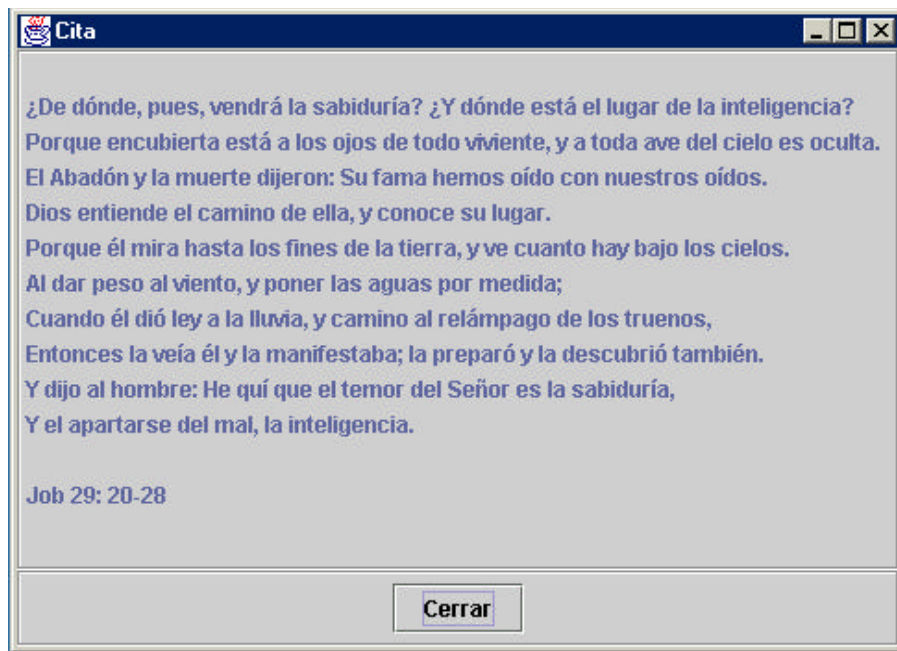 Cita
¿De dónde, pues, vendrá la sabiduría? ¿Y dónde está el lugar de la inteligencia?
Porque encubierta está a los ojos de todo viviente, y a toda ave del cielo es oculta.
El Abadón y la muerte dijeron: Su fama hemos oído con nuestros oídos.
Dios entiende el camino de ella, y conoce su lugar.
Porque él mira hasta los fines de la tierra, y ve cuanto hay bajo los cielos.
Al dar peso al viento, y poner las aguas por medida;
Cuando él dió ley a la lluvia, y camino al relámpago de los truenos,
Entonces la veía él y la manifestaba; la preparó y la descubrió también.
Y dijo al hombre: He quí que el temor del Señor es la sabiduría,
Y el apartarse del mal, la inteligencia.
Job 29: 20-28
Cerrar